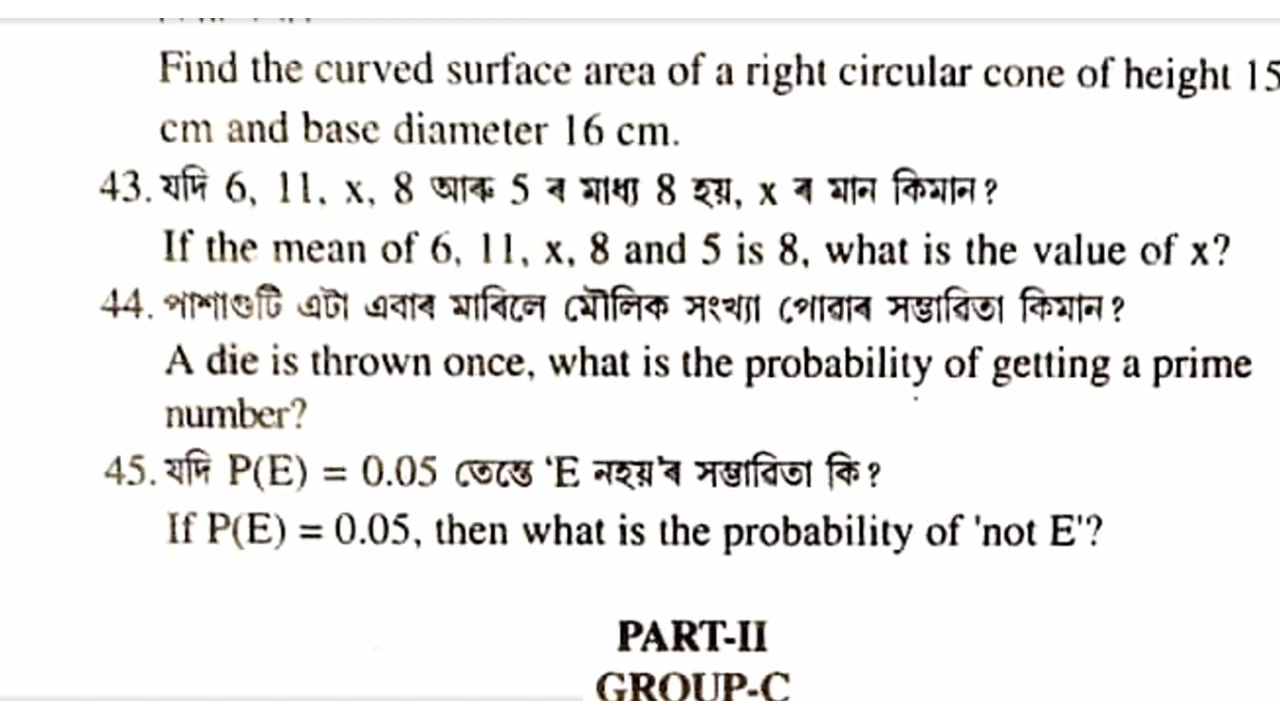 Find the curved surface area of a right circular cone of height 15
cm and base diameter 16 cm.
43. যদি 6, 11, x, 8 আৰু 5 ৰ মাধ্য 8 হয়, x ৰ মান কিমান ?
If the mean of 6, 11, x, 8 and 5 is 8, what is the value of x?
44. পাশাগুটি এটা এবাৰ মাৰিলে মৌলিক সংখ্যা পোৱাৰ সম্ভাৱিতা কিমান ?
A die is thrown once, what is the probability of getting a prime
number?
45. যদি P(E) = 0.05 তেন্তে 'E নহয়'ৰ সম্ভাৱিতা কি ?
If P(E) = 0.05, then what is the probability of 'not E'?
PART-II
GROUP-C